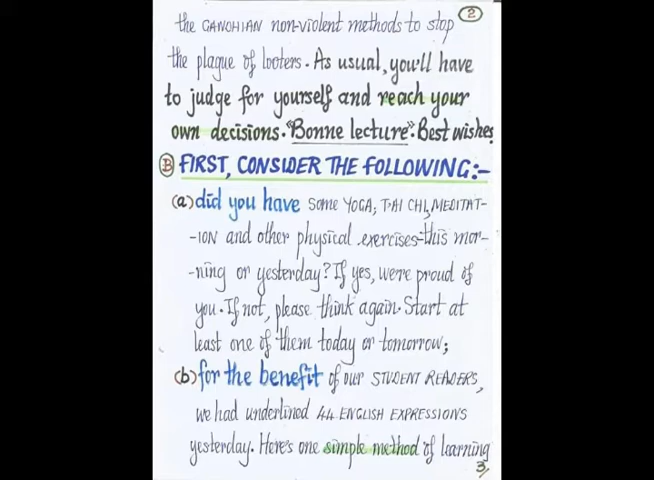 the GANDHIAN non-violent methods to stop ②
the plague of looters. As usual, you'll have
to judge for yourself and reach your
own decisions. "Bonne lecture". Best wishes
Ⓑ FIRST, CONSIDER THE FOLLOWING:-
(a) did you have some YOGA, TAI CHI, MEDITAT-
-ION and other physical exercises this mor-
-ning or yesterday? If yes, we're proud of
you. If not, please think again. Start at
least one of them today or tomorrow;
(b) for the benefit of our STUDENT READERS,
we had underlined 44 ENGLISH EXPRESSIONS
yesterday. Here's one simple method of learning
3/